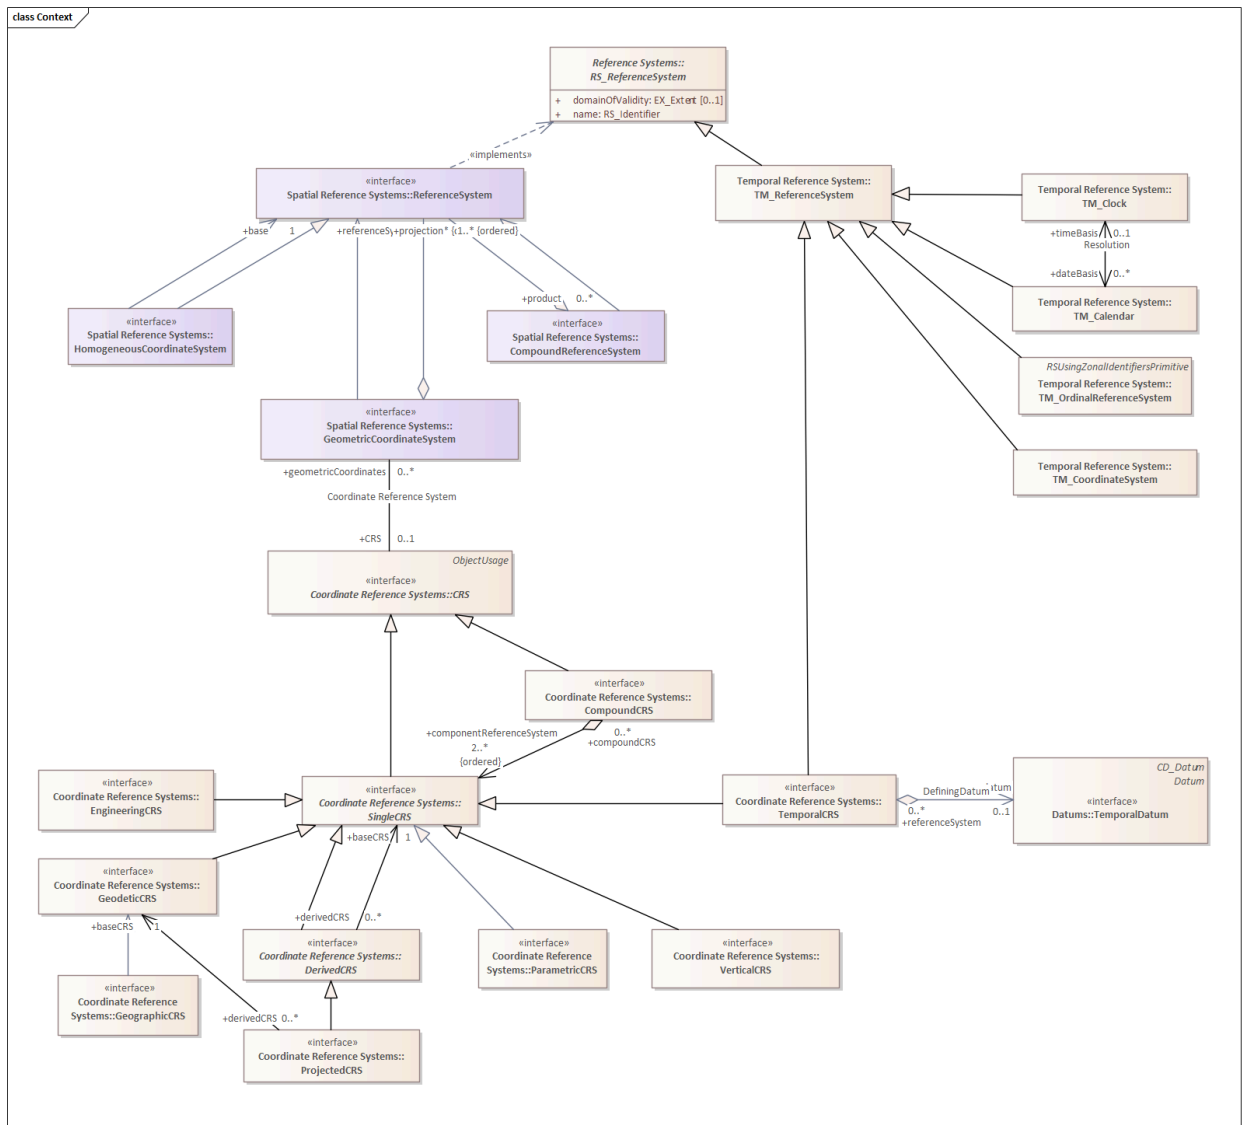 class Context
Reference Systems::
RS_ReferenceSystem
+ domainOfValidity: EX_Extent [0..1]
+ name: RS_Identifier
«implements»
«interface»
Spatial Reference Systems::ReferenceSystem
Temporal Reference System::
TM_ReferenceSystem
Temporal Reference System::
TM_Clock
+base
1
+projection*
1..* {ordered}
+timeBasis
0..1
Resolution
+dateBasis
0..*
+product
0..*
Temporal Reference System::
TM_Calendar
«interface»
Spatial Reference Systems::
HomogeneousCoordinateSystem
«interface»
Spatial Reference Systems::
CompoundReferenceSystem
RSUsingZonalIdentifiersPrimitive
Temporal Reference System::
TM_OrdinalReferenceSystem
«interface»
Spatial Reference Systems::
GeometricCoordinateSystem
Temporal Reference System::
TM_CoordinateSystem
+geometricCoordinates
0..*
Coordinate Reference System
+CRS
0..1
ObjectUsage
«interface»
Coordinate Reference Systems::CRS
«interface»
Coordinate Reference Systems::
CompoundCRS
+componentReferenceSystem
2..*
{ordered}
0..*
+compoundCRS
«interface»
Coordinate Reference Systems::
EngineeringCRS
«interface»
Coordinate Reference Systems::
SingleCRS
«interface»
Coordinate Reference Systems::
TemporalCRS
DefiningDatum
0..*
+referenceSystem
0..1
CD_Datum
Datum
«interface»
Datums::TemporalDatum
+baseCRS
1
«interface»
Coordinate Reference Systems::
GeodeticCRS
+baseCRS
1
+derivedCRS
0..*
«interface»
Coordinate Reference Systems::
DerivedCRS
«interface»
Coordinate Reference
Systems::ParametricCRS
«interface»
Coordinate Reference Systems::
VerticalCRS
«interface»
Coordinate Reference
Systems::GeographicCRS
+derivedCRS
0..*
«interface»
Coordinate Reference Systems::
ProjectedCRS